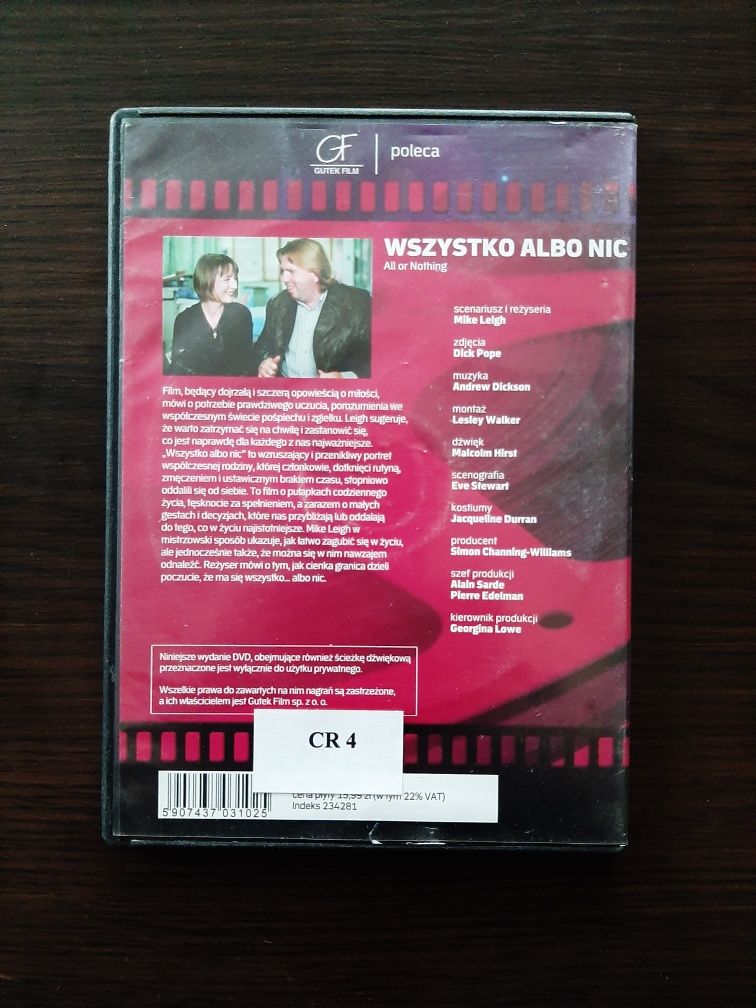 GF
GUTEK FILM
poleca
WSZYSTKO ALBO NIC
All or Nothing
scenariusz i reżyseria
Mike Leigh
zdjęcia
Dick Pope
muzyka
Andrew Dickson
montaż
Lesley Walker
dźwięk
Malcolm Hirst
scenografia
Eve Stewart
kostiumy
Jacqueline Durran
producent
Simon Channing-Williams
szef produkcji
Alain Sarde
Pierre Edelman
kierownik produkcji
Georgina Lowe
Film, będący dojrzałą i szczerą opowieścią o miłości,
mówi o potrzebie prawdziwego uczucia, porozumienia we
współczesnym świecie pośpiechu i zgiełku. Leigh sugeruje,
że warto zatrzymać się na chwilę i zastanowić się,
co jest naprawdę dla każdego z nas najważniejsze.
„Wszystko albo nic” to wzruszający i przenikliwy portret
współczesnej rodziny, której członkowie, dotknięci rutyną,
zmęczeniem i ustawicznym brakiem czasu, stopniowo
oddalili się od siebie. To film o pułapkach codziennego
życia, tęsknocie za spełnieniem, a zarazem o małych
gestach i decyzjach, które nas przybliżają lub oddalają
do tego, co w życiu najistotniejsze. Mike Leigh w
mistrzowski sposób ukazuje, jak łatwo zagubić się w życiu,
ale jednocześnie także, że można się w nim nawzajem
odnaleźć. Reżyser mówi o tym, jak cienka granica dzieli
poczucie, że ma się wszystko... albo nic.
Niniejsze wydanie DVD, obejmujące również ścieżkę dźwiękową
przeznaczone jest wyłącznie do użytku prywatnego.
Wszelkie prawa do zawartych na nim nagrań są zastrzeżone,
a ich właścicielem jest Gutek Film sp. z o. o.
CR 4
cena płyty 15,99 zł (w tym 22% VAT)
Indeks 234281
5 907437 031025